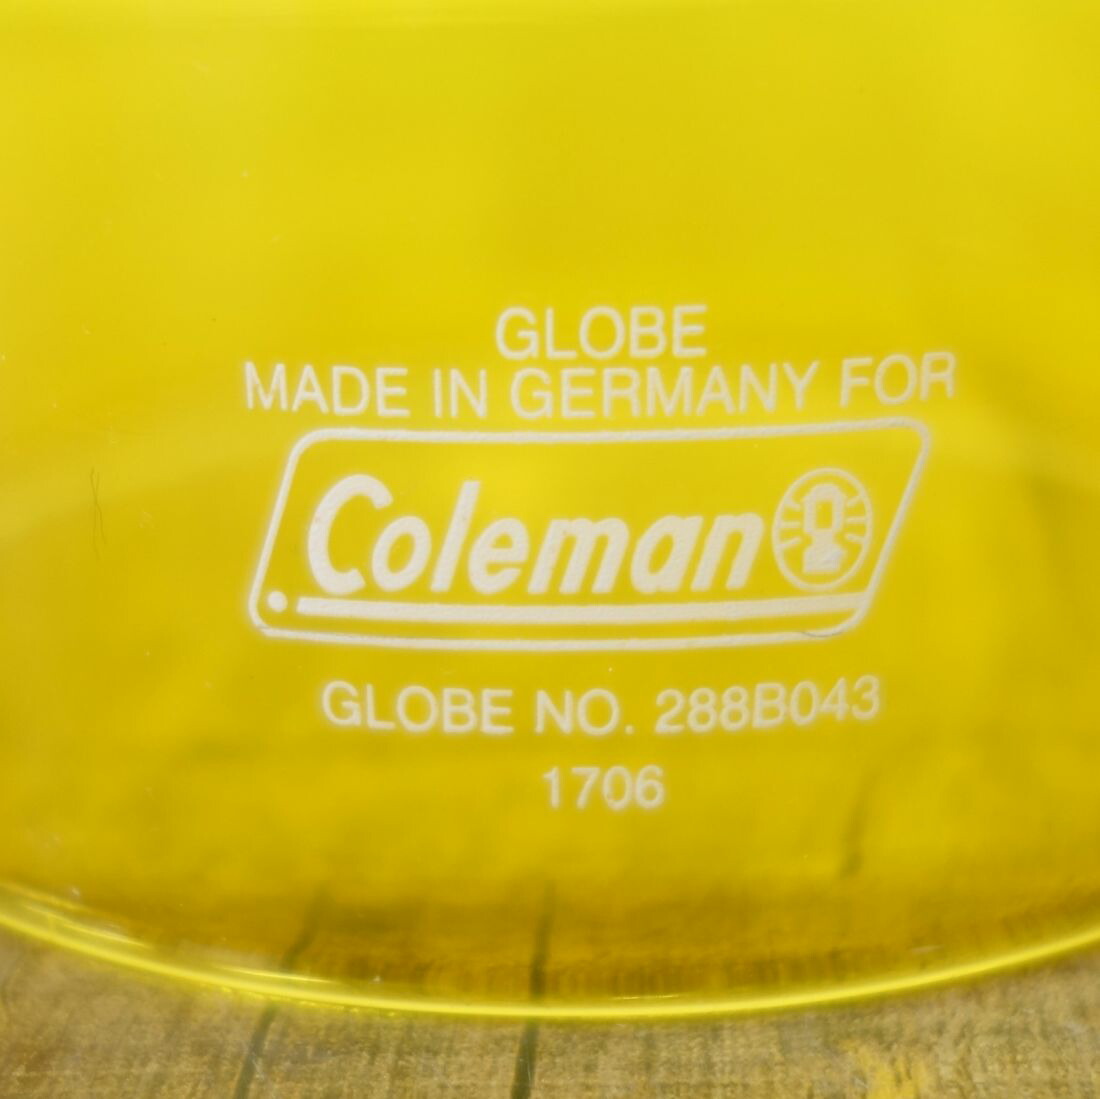 GLOBE
MADE IN GERMANY FOR
Coleman
GLOBE NO. 288B043
1706